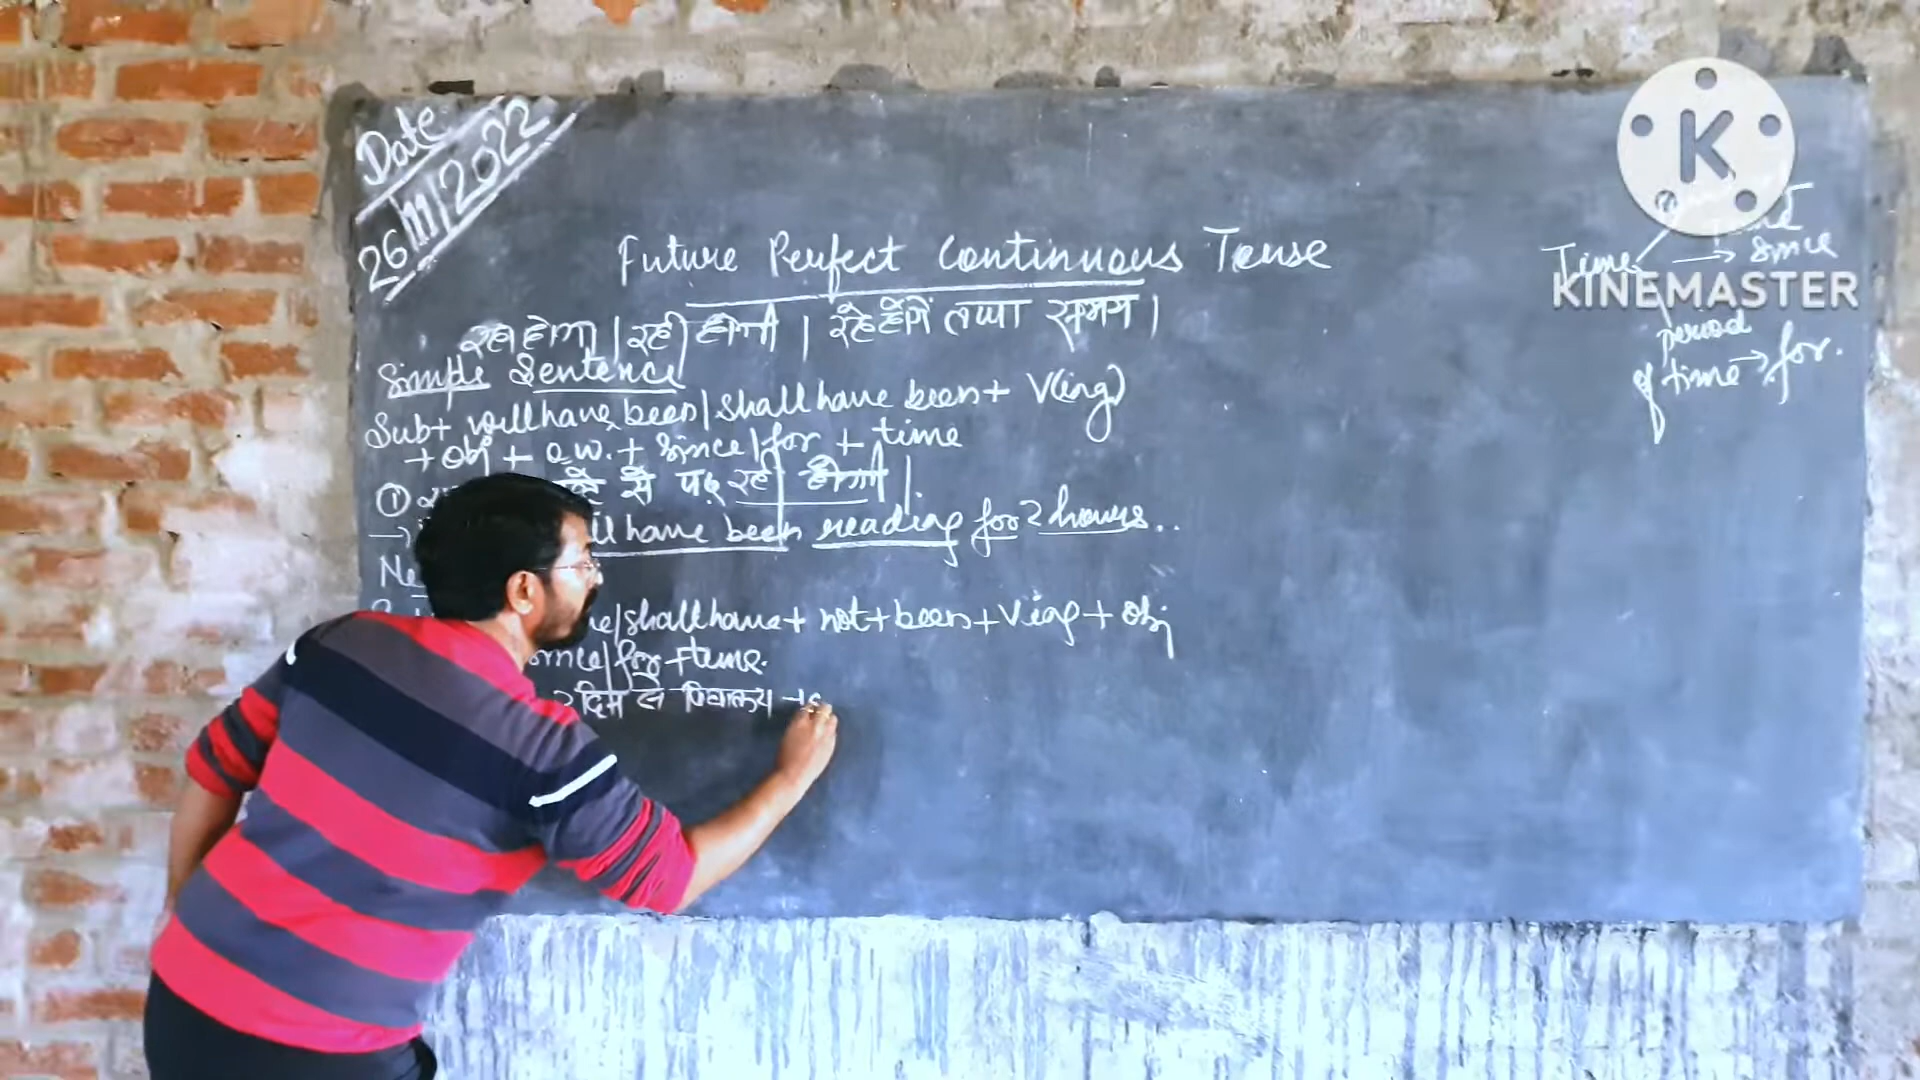 Date
26/11/2022
Future Perfect Continuous Tense
रहा होगा | रही होगी | रहे होंगें तथा समय |
Simple Sentence
Sub+ will have been/shall have been + V(ing)
+ obj + o.w. + since/for + time
① से पढ़ रही होगी |
→ ll have been reading for 2 hours..
Ne
e/shall have + not + been + Ving + obj
since/for + time.
2 दिन से विद्यालय
Time → Since
period
of time → for.
K
KINEMASTER